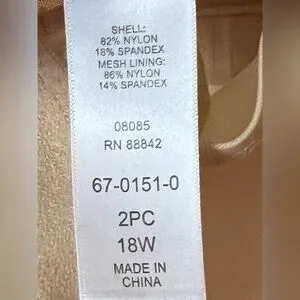 SHELL:
82% NYLON
18% SPANDEX
MESH LINING:
86% NYLON
14% SPANDEX
08085
RN 88842
67-0151-0
2PC
18W
MADE IN
CHINA